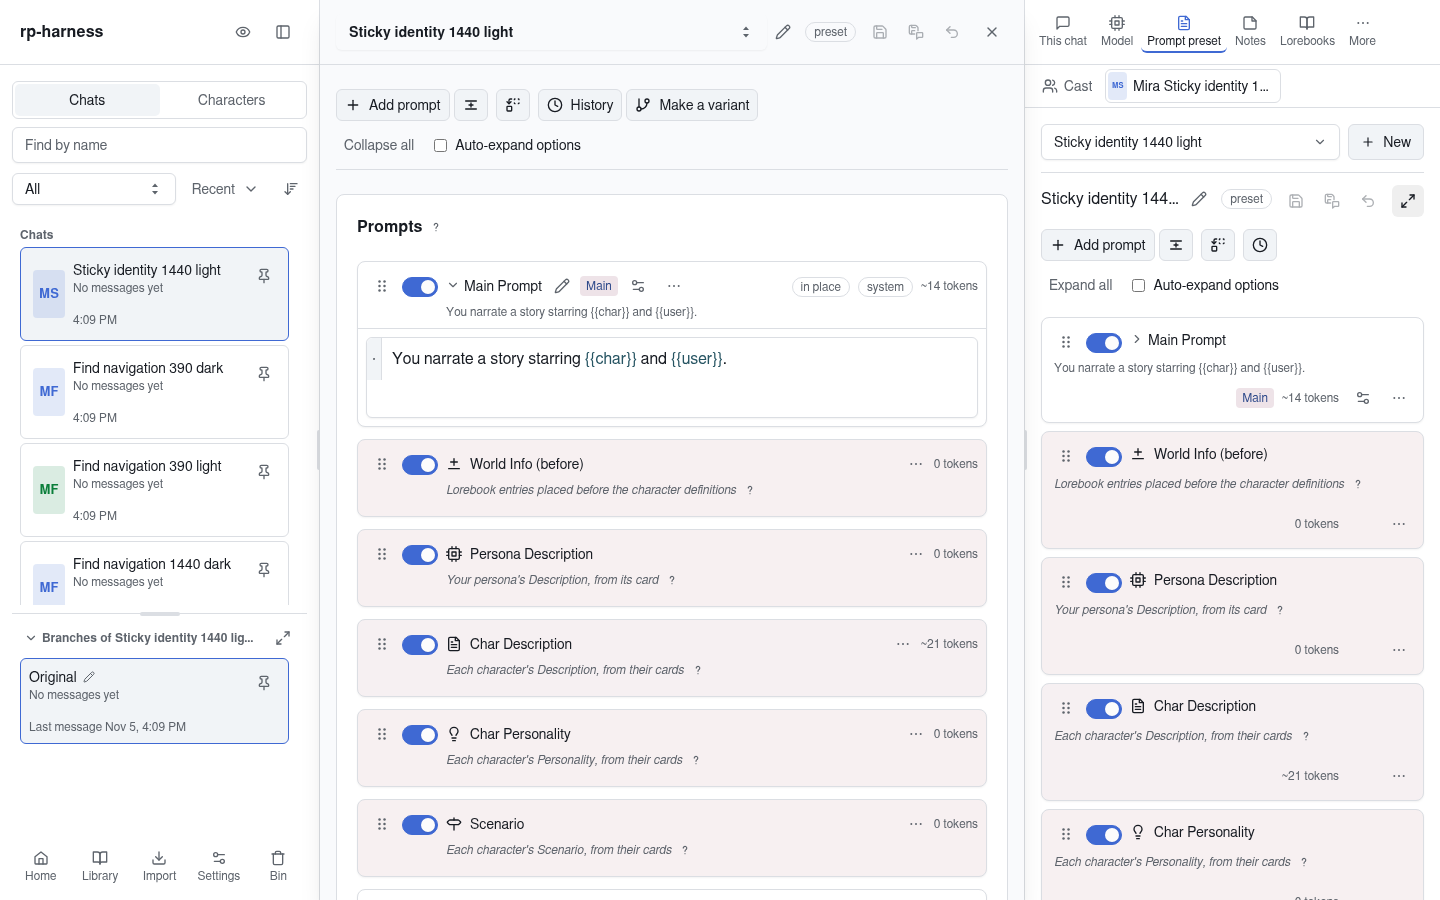 rp-harness
Chats
Characters
Find by name
All
Recent
Chats
MS
Sticky identity 1440 light
No messages yet
4:09 PM
MF
Find navigation 390 dark
No messages yet
4:09 PM
MF
Find navigation 390 light
No messages yet
4:09 PM
MF
Find navigation 1440 dark
No messages yet
Branches of Sticky identity 1440 lig...
Original
No messages yet
Last message Nov 5, 4:09 PM
Home
Library
Import
Settings
Bin
Sticky identity 1440 light
preset
Add prompt
History
Make a variant
Collapse all
Auto-expand options
Prompts ?
Main Prompt
Main
in place
system
~14 tokens
You narrate a story starring {{char}} and {{user}}.
You narrate a story starring {{char}} and {{user}}.
World Info (before)
0 tokens
Lorebook entries placed before the character definitions ?
Persona Description
0 tokens
Your persona's Description, from its card ?
Char Description
~21 tokens
Each character's Description, from their cards ?
Char Personality
0 tokens
Each character's Personality, from their cards ?
Scenario
0 tokens
Each character's Scenario, from their cards ?
This chat
Model
Prompt preset
Notes
Lorebooks
More
Cast
MS
Mira Sticky identity 1...
Sticky identity 1440 light
New
Sticky identity 144...
preset
Add prompt
Expand all
Auto-expand options
Main Prompt
You narrate a story starring {{char}} and {{user}}.
Main
~14 tokens
World Info (before)
Lorebook entries placed before the character definitions ?
0 tokens
Persona Description
Your persona's Description, from its card ?
0 tokens
Char Description
Each character's Description, from their cards ?
~21 tokens
Char Personality
Each character's Personality, from their cards ?